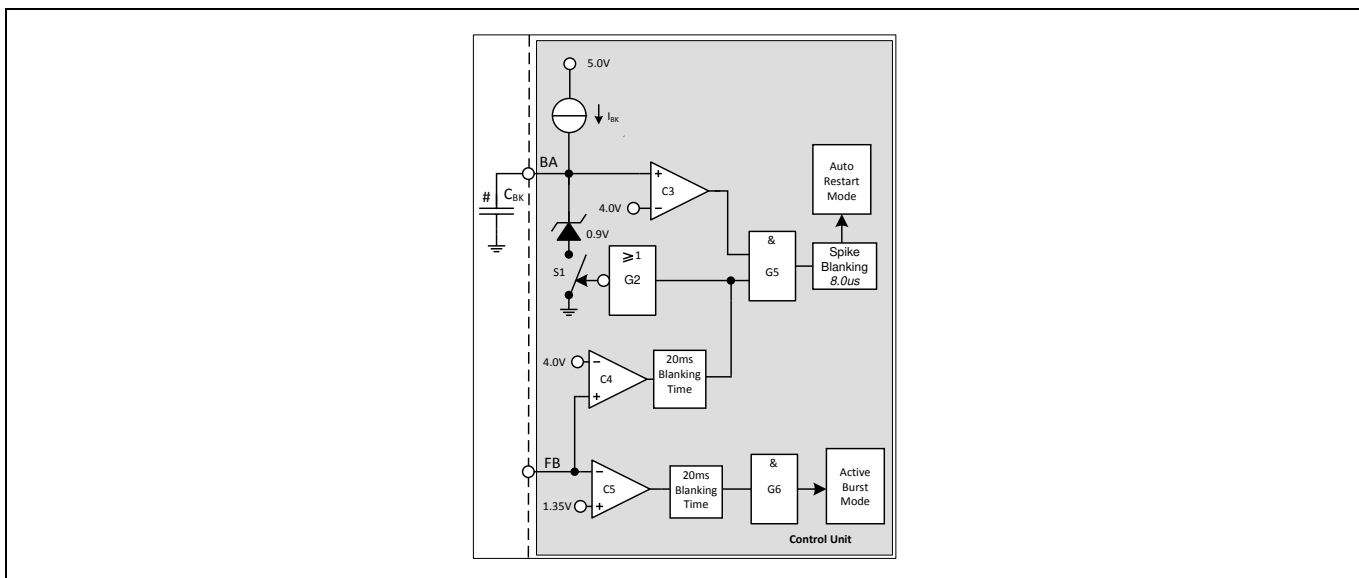 5.0V
I_BK
BA
# C_BK
+
C3
4.0V
−
0.9V
S1
≥1
G2
&
G5
Auto
Restart
Mode
Spike
Blanking
8.0us
4.0V
−
C4
+
20ms
Blanking
Time
FB
−
C5
1.35V
+
20ms
Blanking
Time
&
G6
Active
Burst
Mode
Control Unit